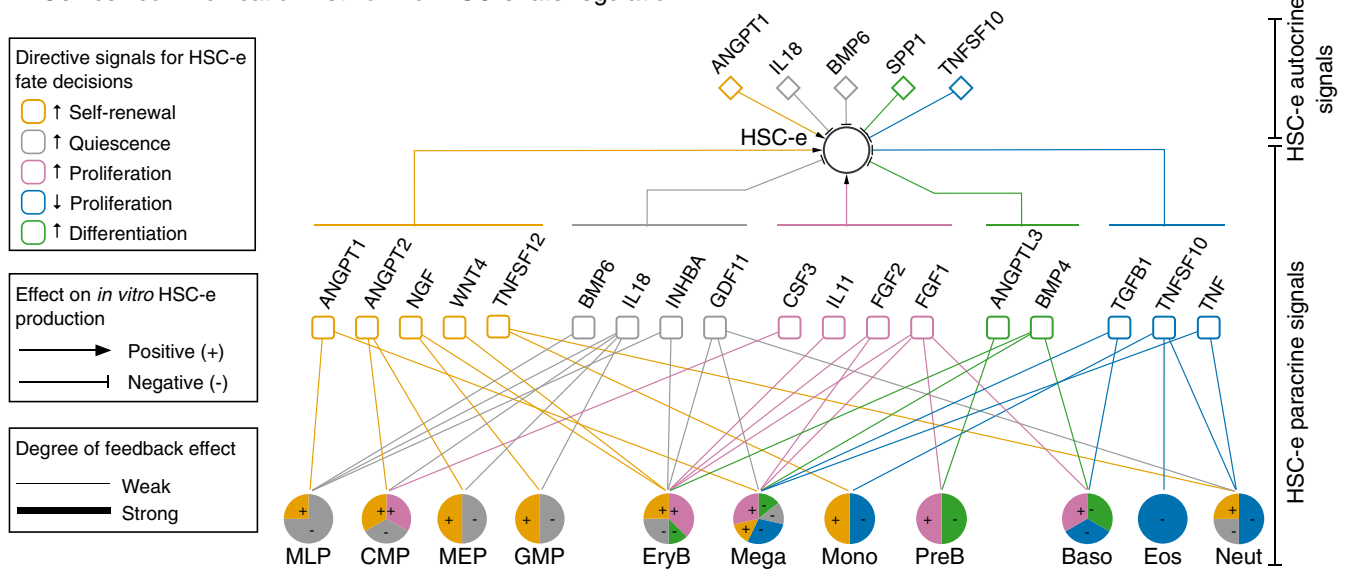 ANGPT1 IL18 BMP6 SPP1 TNFSF10
HSC-e autocrine
signals
Directive signals for HSC-e
fate decisions
↑ Self-renewal
↑ Quiescence
↑ Proliferation
↓ Proliferation
↑ Differentiation
HSC-e
Effect on in vitro HSC-e
production
Positive (+)
Negative (-)
Degree of feedback effect
Weak
Strong
ANGPT1 ANGPT2 NGF WNT4 TNFSF12 BMP6 IL18 INHBA GDF11 CSF3 IL11 FGF2 FGF1 ANGPTL3 BMP4 TGFB1 TNFSF10 TNF
HSC-e paracrine signals
+ - + + - + - + - + + - - + - - + - + - + - + - - - + - -
MLP CMP MEP GMP EryB Mega Mono PreB Baso Eos Neut